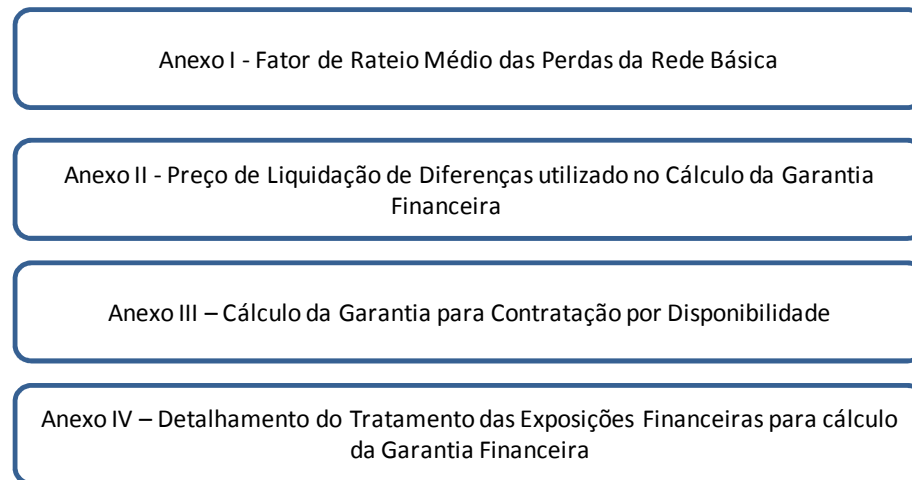 Anexo I - Fator de Rateio Médio das Perdas da Rede Básica
Anexo II - Preço de Liquidação de Diferenças utilizado no Cálculo da Garantia
Financeira
Anexo III – Cálculo da Garantia para Contratação por Disponibilidade
Anexo IV – Detalhamento do Tratamento das Exposições Financeiras para cálculo
da Garantia Financeira